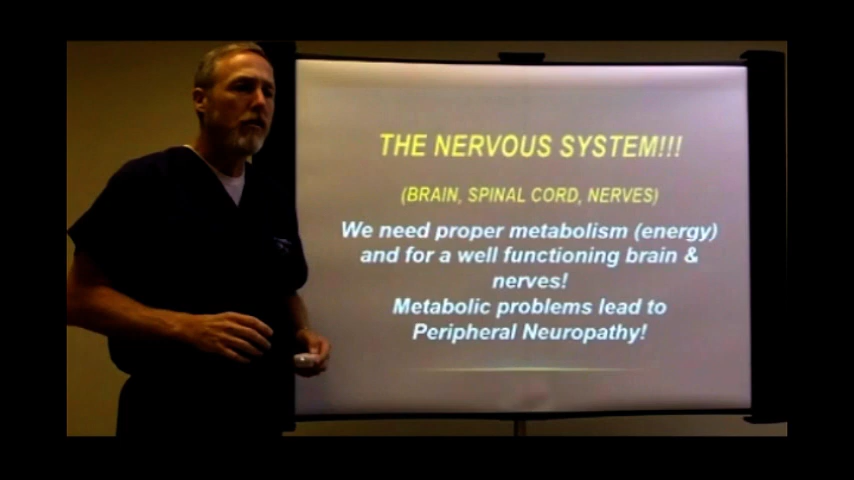 THE NERVOUS SYSTEM!!!
(BRAIN, SPINAL CORD, NERVES)
We need proper metabolism (energy)
and for a well functioning brain &
nerves!
Metabolic problems lead to
Peripheral Neuropathy!